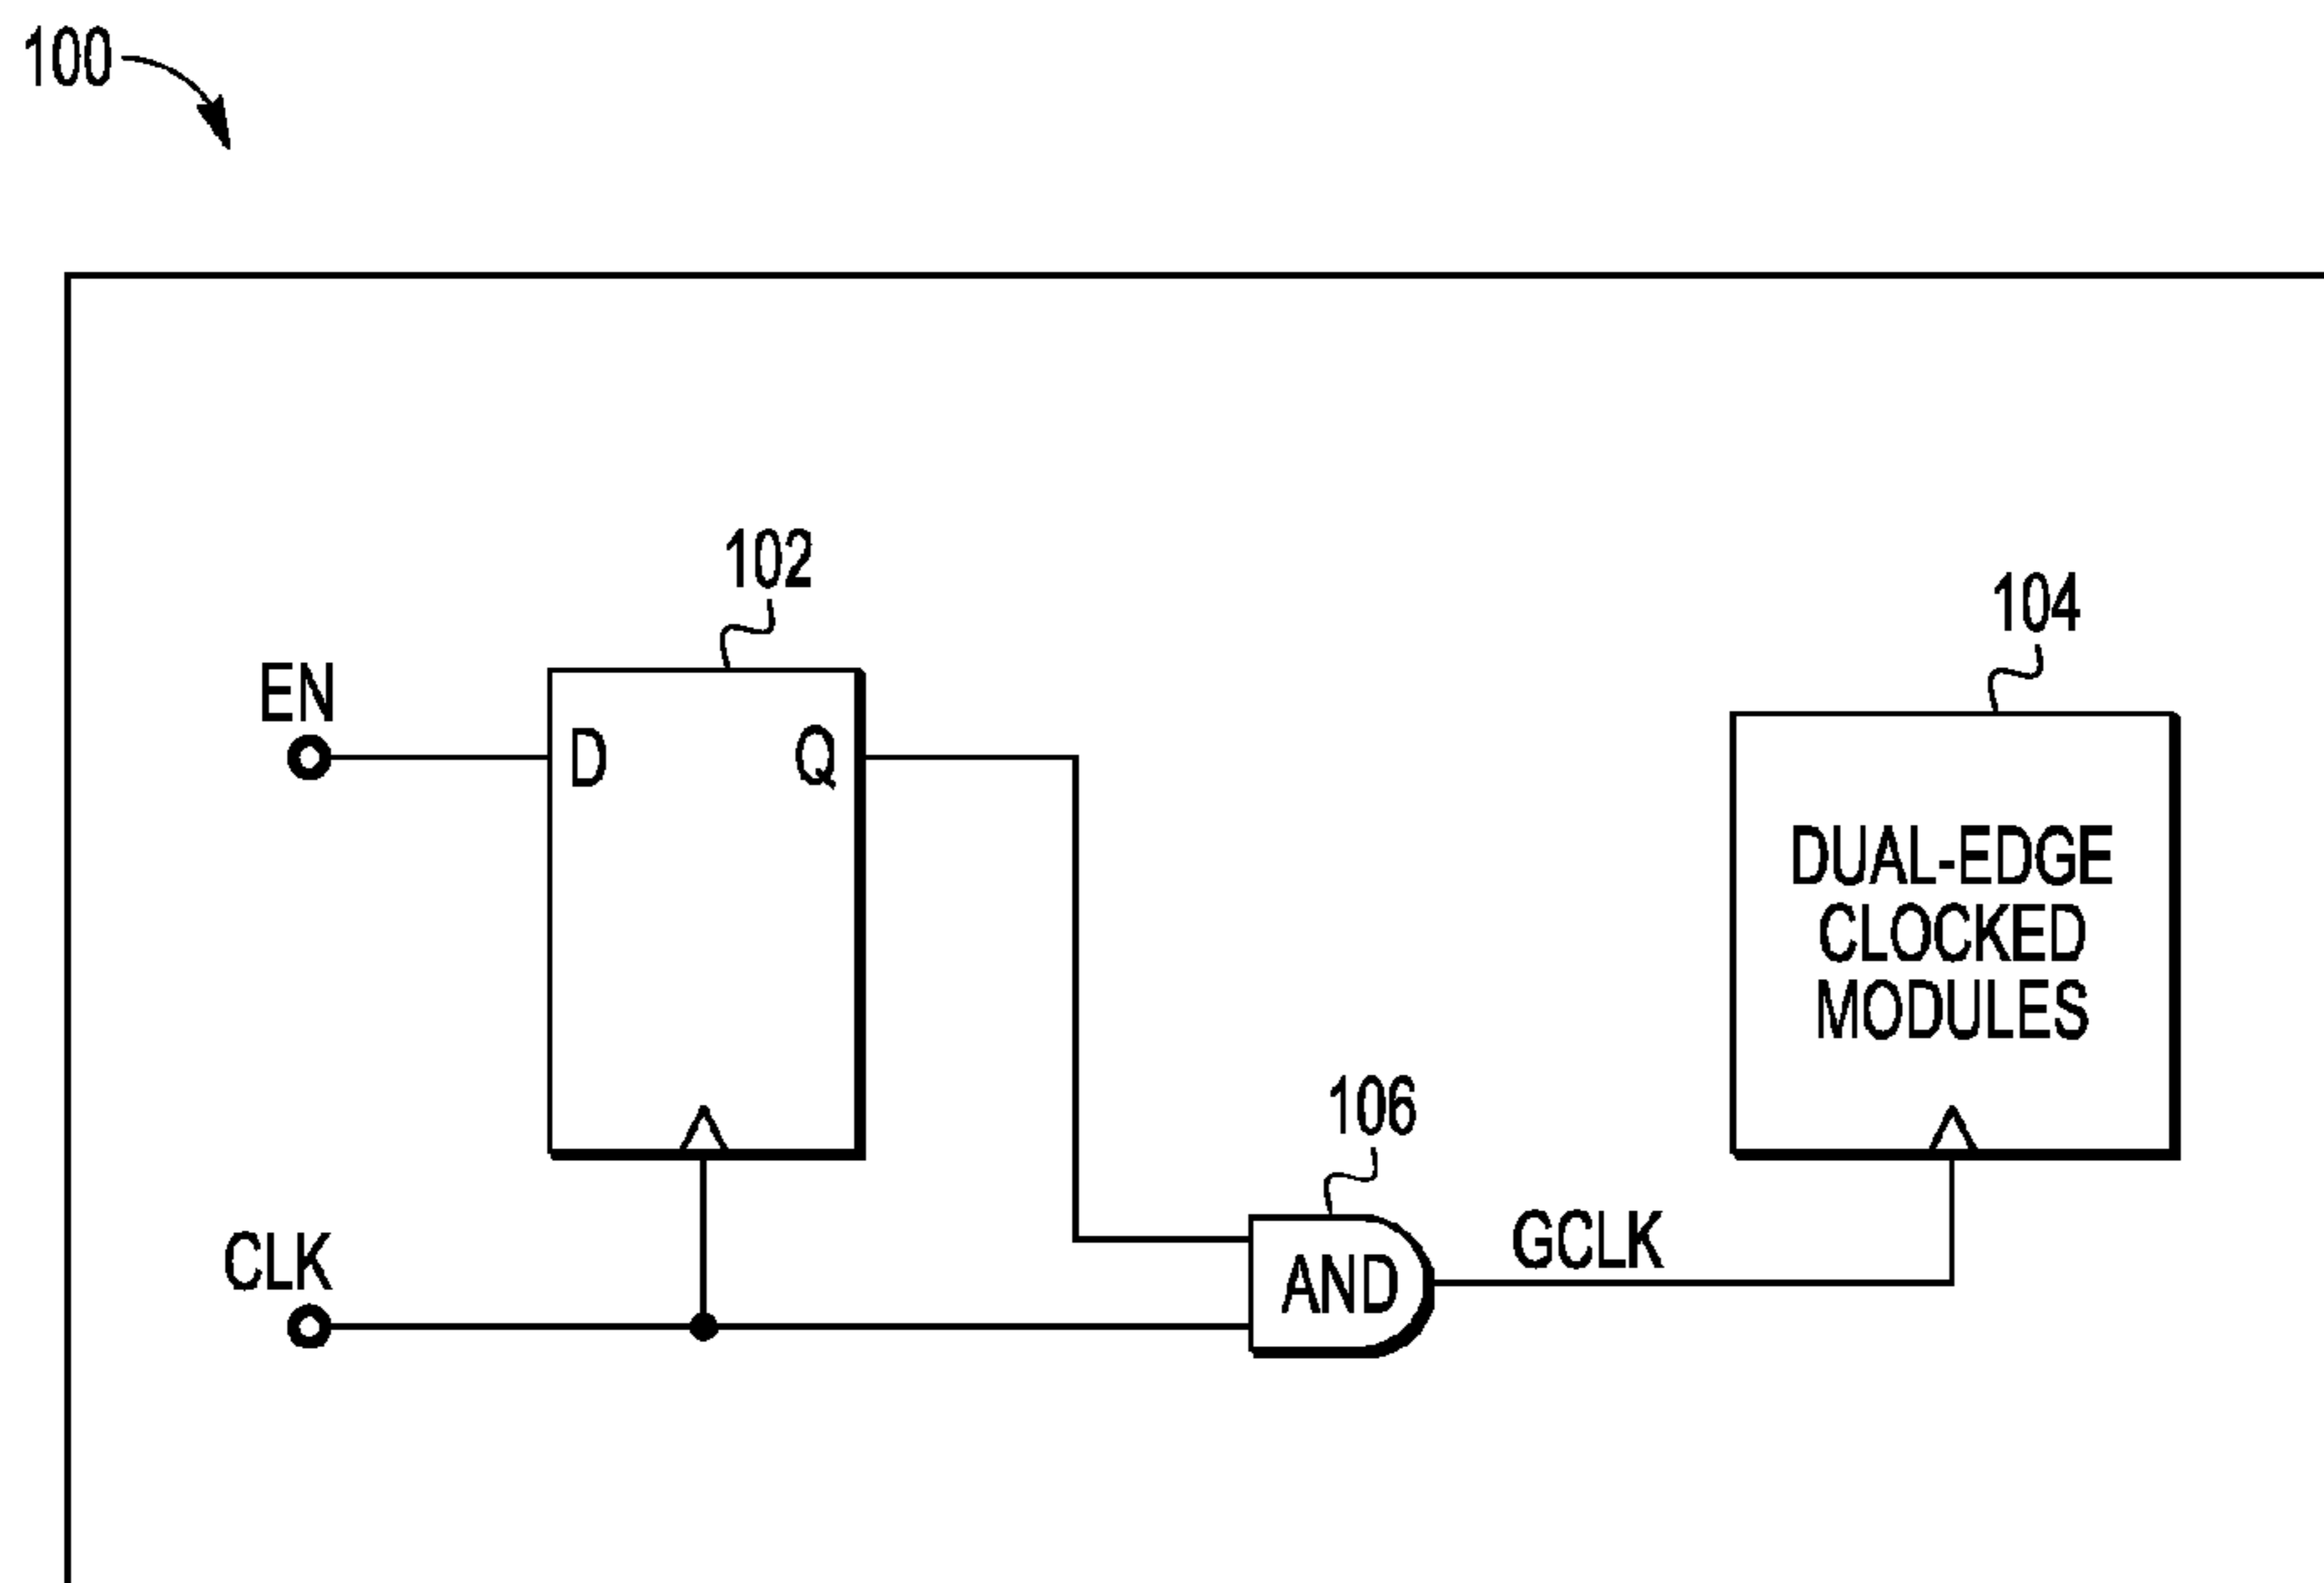 100
102
104
EN
D
Q
DUAL-EDGE
CLOCKED
MODULES
106
CLK
AND
GCLK